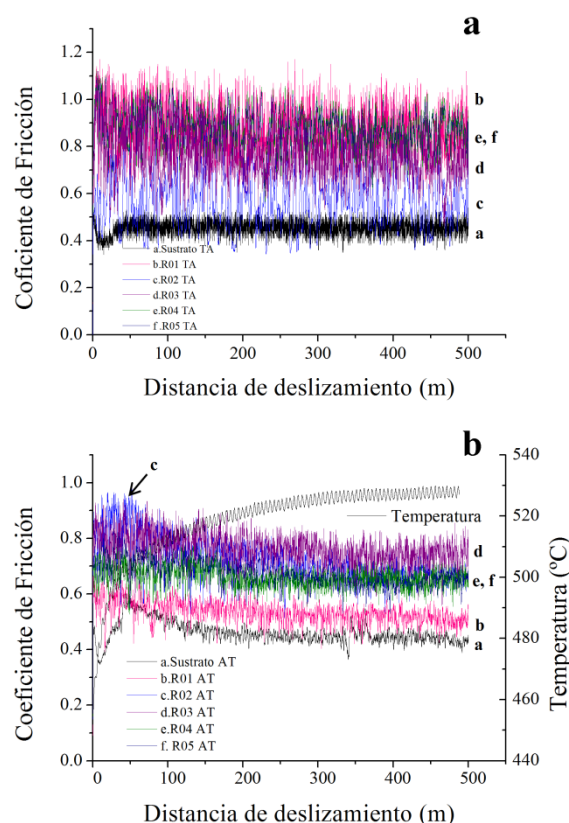 a
Coficiente de Fricción
1.2
1.0
0.8
0.6
0.4
0.2
0.0
b
e, f
d
c
a
a.Sustrato TA
b.R01 TA
c.R02 TA
d.R03 TA
e.R04 TA
f .R05 TA
0 100 200 300 400 500
Distancia de deslizamiento (m)
b
c
Coeficiente de Fricción
1.0
0.8
0.6
0.4
0.2
0.0
Temperatura
d
e, f
b
a
a.Sustrato AT
b.R01 AT
c.R02 AT
d.R03 AT
e.R04 AT
f. R05 AT
540
520
500
480
460
440
Temperatura (ºC)
0 100 200 300 400 500
Distancia de deslizamiento (m)